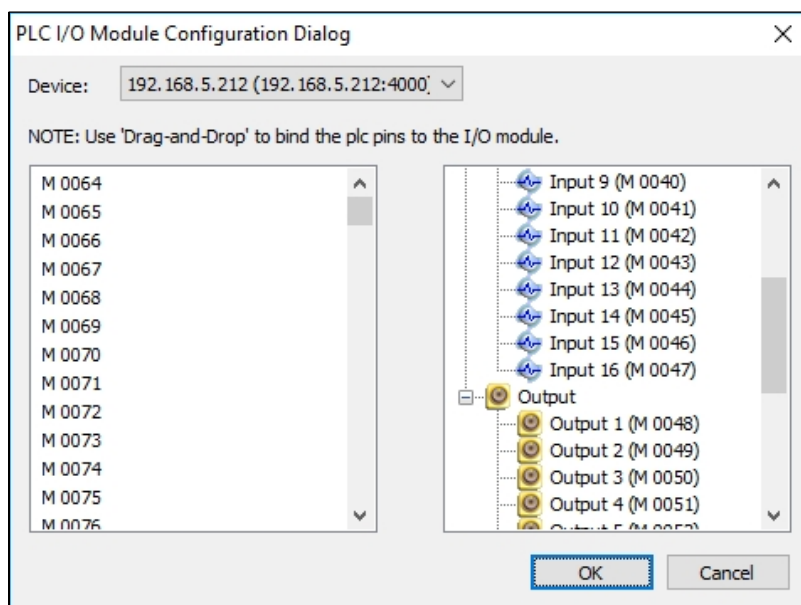 PLC I/O Module Configuration Dialog
Device: 192.168.5.212 (192.168.5.212:4000)
NOTE: Use 'Drag-and-Drop' to bind the plc pins to the I/O module.
M 0064
M 0065
M 0066
M 0067
M 0068
M 0069
M 0070
M 0071
M 0072
M 0073
M 0074
M 0075
M 0076
Input 9 (M 0040)
Input 10 (M 0041)
Input 11 (M 0042)
Input 12 (M 0043)
Input 13 (M 0044)
Input 14 (M 0045)
Input 15 (M 0046)
Input 16 (M 0047)
Output
Output 1 (M 0048)
Output 2 (M 0049)
Output 3 (M 0050)
Output 4 (M 0051)
Output 5 (M 0052)
OK Cancel